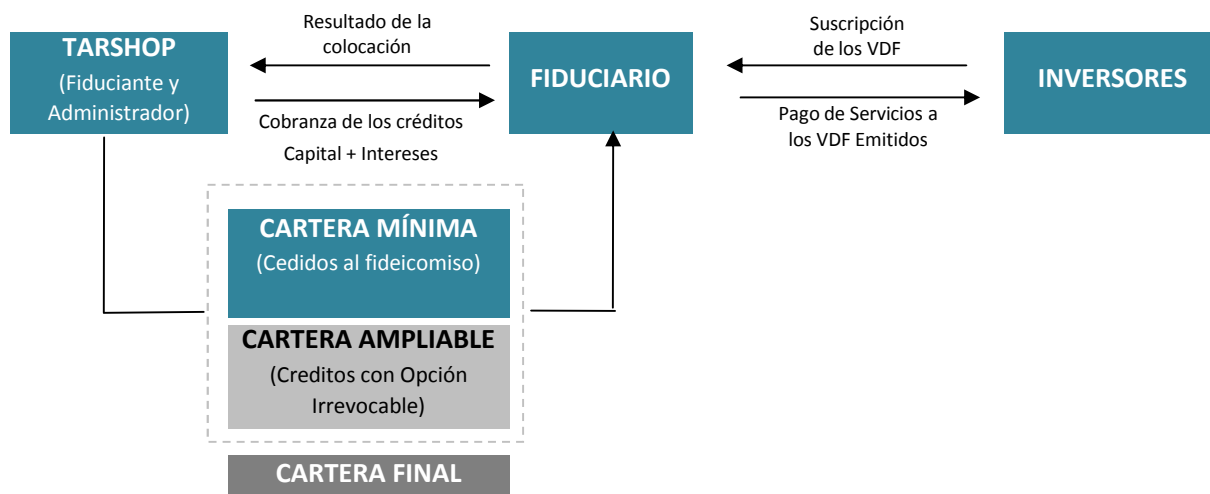 TARSHOP
(Fiduciante y
Administrador)
Resultado de la
colocación
Cobranza de los créditos
Capital + Intereses
FIDUCIARIO
Suscripción
de los VDF
Pago de Servicios a
los VDF Emitidos
INVERSORES
CARTERA MÍNIMA
(Cedidos al fideicomiso)
CARTERA AMPLIABLE
(Creditos con Opción
Irrevocable)
CARTERA FINAL